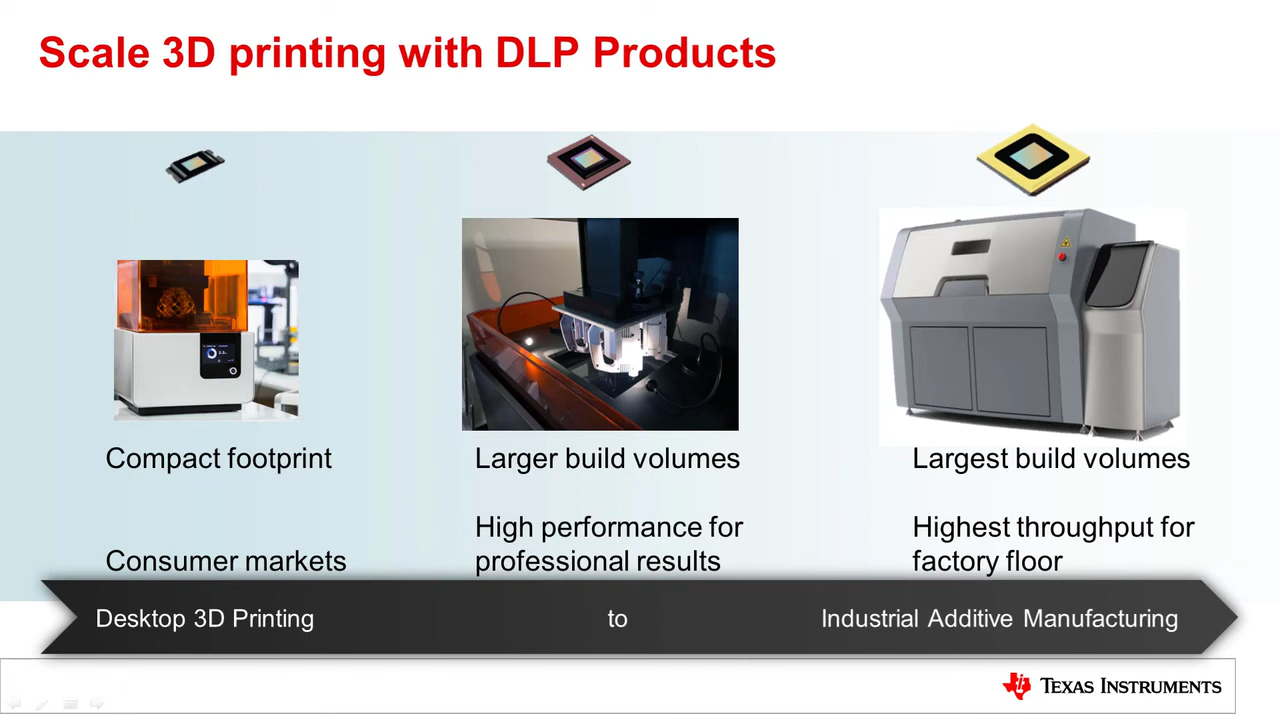 Scale 3D printing with DLP Products
Compact footprint
Consumer markets
Larger build volumes
High performance for
professional results
Largest build volumes
Highest throughput for
factory floor
Desktop 3D Printing
to
Industrial Additive Manufacturing
TEXAS INSTRUMENTS